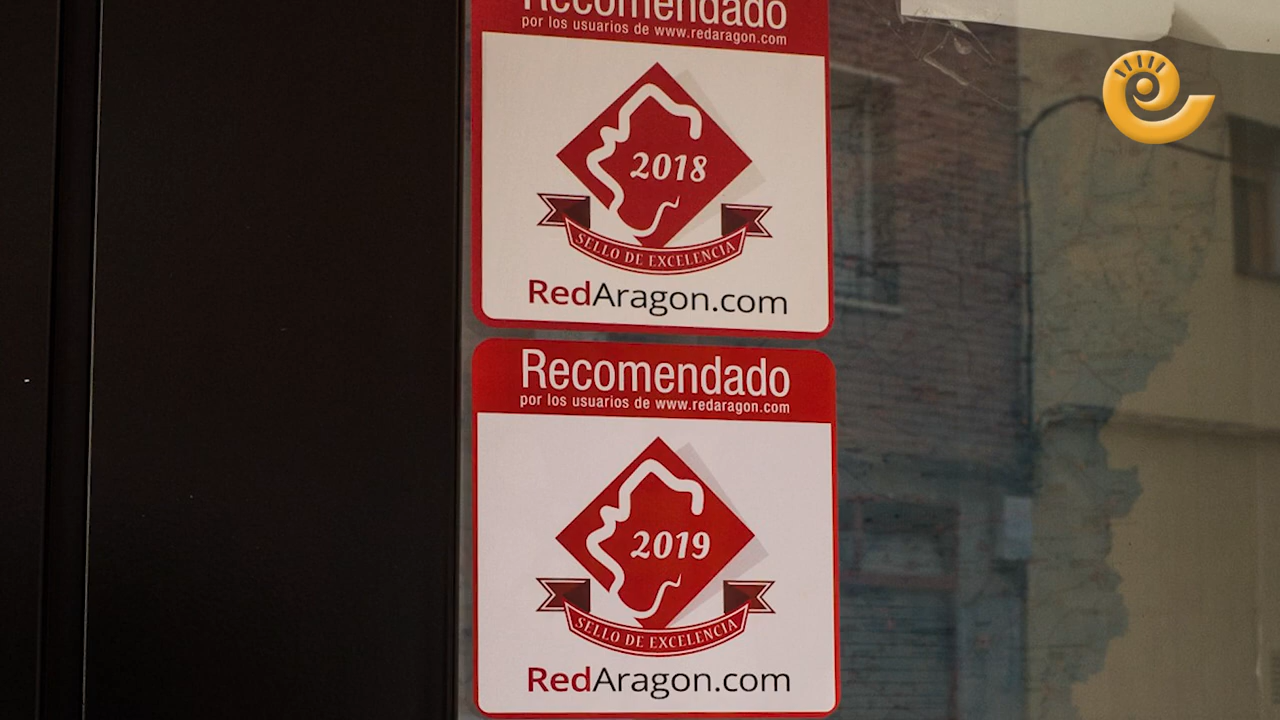 Recomendado
por los usuarios de www.redaragon.com
2018
SELLO DE EXCELENCIA
RedAragon.com
Recomendado
por los usuarios de www.redaragon.com
2019
SELLO DE EXCELENCIA
RedAragon.com